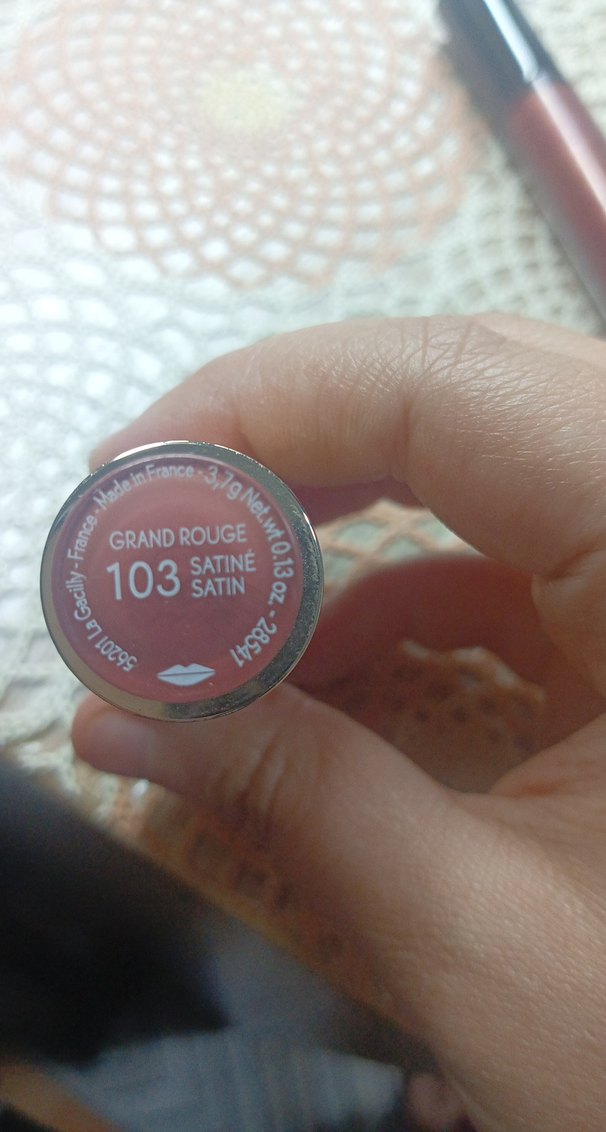 56201 La Gacilly - France - Made in France - 3,7g Net.wt 0.13 oz. - 28541
GRAND ROUGE
103 SATINÉ
SATIN